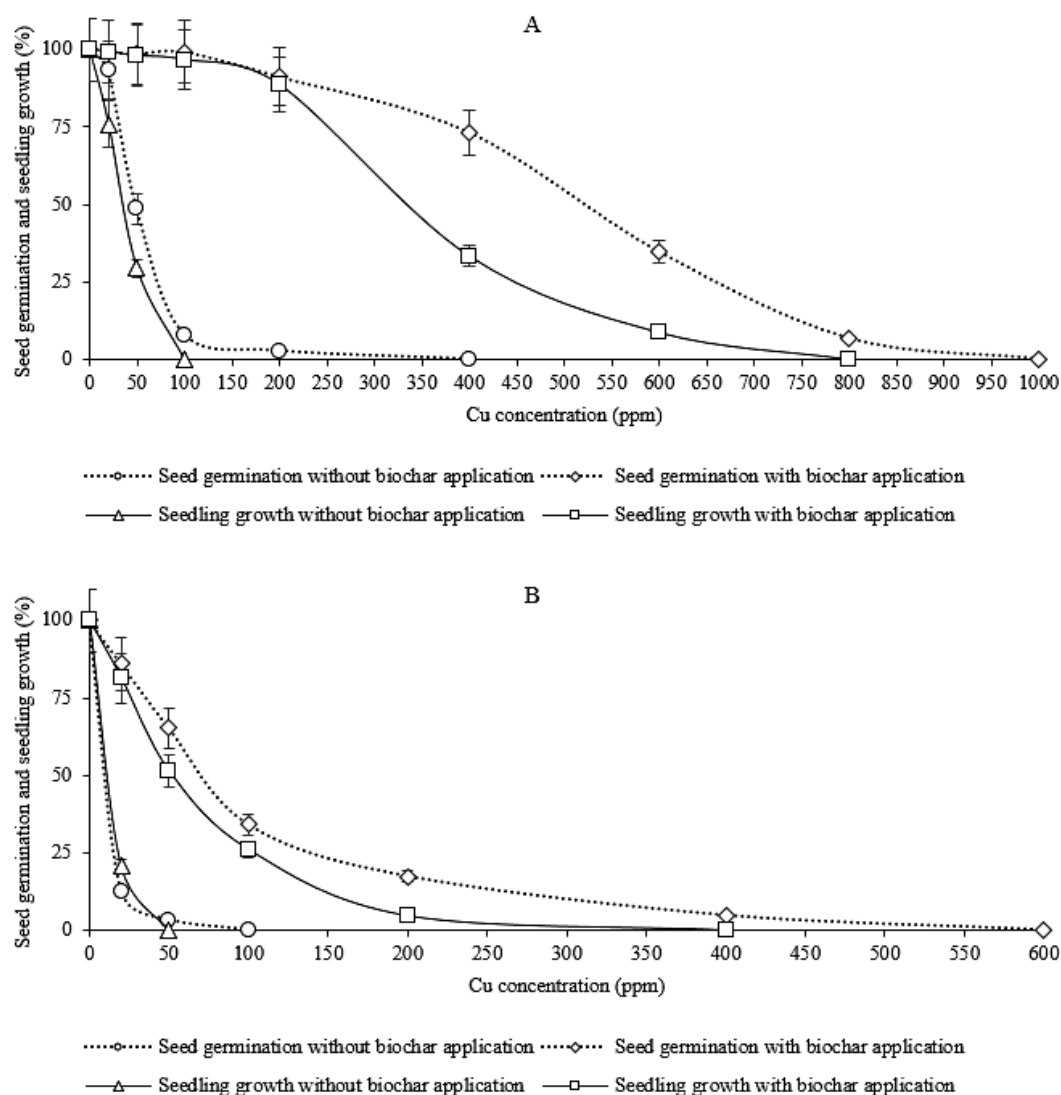 A
Seed germination and seedling growth (%)
100
75
50
25
0
0 50 100 150 200 250 300 350 400 450 500 550 600 650 700 750 800 850 900 950 1000
Cu concentration (ppm)
Seed germination without biochar application
Seed germination with biochar application
Seedling growth without biochar application
Seedling growth with biochar application
B
Seed germination and seedling growth (%)
100
75
50
25
0
0 50 100 150 200 250 300 350 400 450 500 550 600
Cu concentration (ppm)
Seed germination without biochar application
Seed germination with biochar application
Seedling growth without biochar application
Seedling growth with biochar application